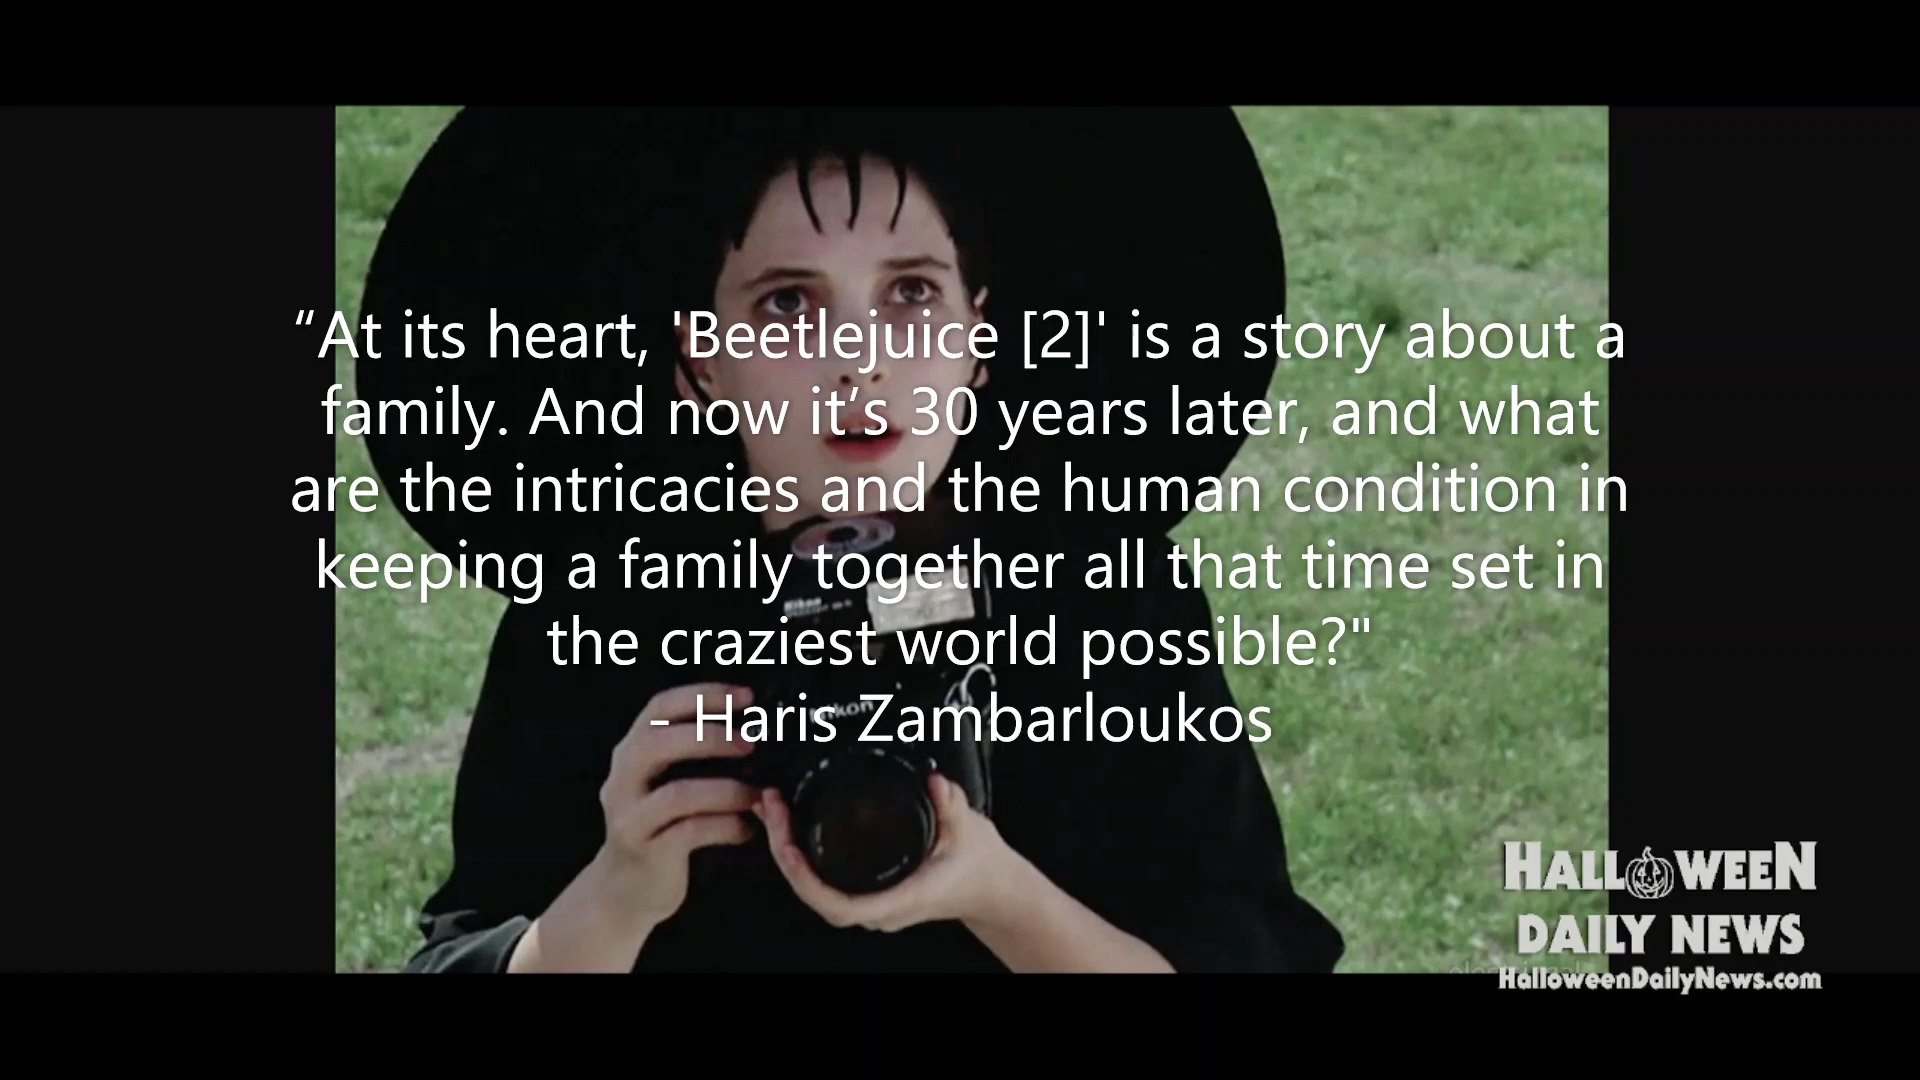 “At its heart, 'Beetlejuice [2]' is a story about a
family. And now it’s 30 years later, and what
are the intricacies and the human condition in
keeping a family together all that time set in
the craziest world possible?"
- Haris Zambarloukos
Nikon
HALLOWEEN
DAILY NEWS
HalloweenDailyNews.com